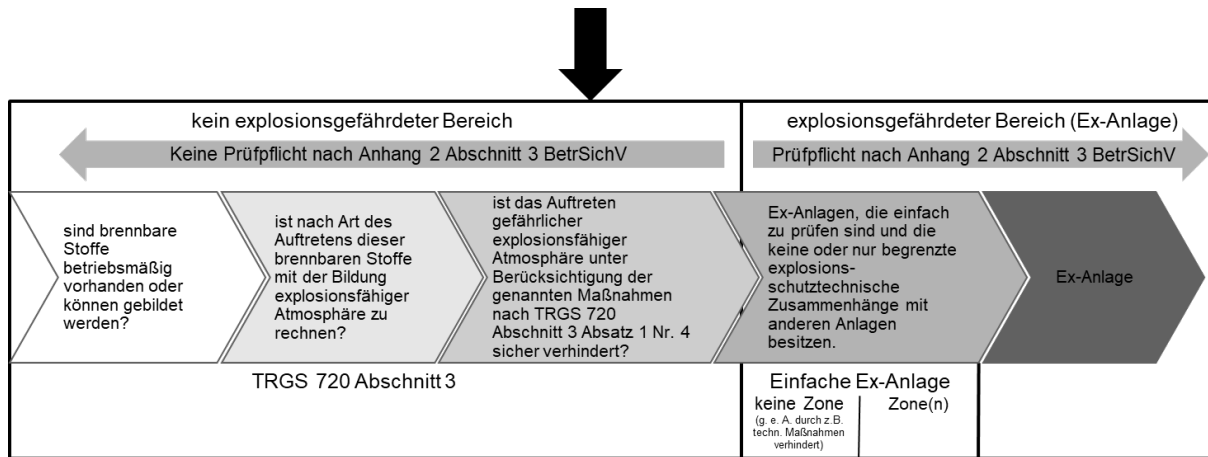 kein explosionsgefährdeter Bereich
Keine Prüfpflicht nach Anhang 2 Abschnitt 3 BetrSichV
explosionsgefährdeter Bereich (Ex-Anlage)
Prüfpflicht nach Anhang 2 Abschnitt 3 BetrSichV
sind brennbare
Stoffe
betriebsmäßig
vorhanden oder
können gebildet
werden?
ist nach Art des
Auftretens dieser
brennbaren Stoffe
mit der Bildung
explosionsfähiger
Atmosphäre zu
rechnen?
ist das Auftreten
gefährlicher
explosionsfähiger
Atmosphäre unter
Berücksichtigung der
genannten Maßnahmen
nach TRGS 720
Abschnitt 3 Absatz 1 Nr. 4
sicher verhindert?
Ex-Anlagen, die einfach
zu prüfen sind und die
keine oder nur begrenzte
explosions-
schutztechnische
Zusammenhänge mit
anderen Anlagen
besitzen.
Ex-Anlage
TRGS 720 Abschnitt 3
Einfache Ex-Anlage
keine Zone
(g. e. A. durch z.B.
techn. Maßnahmen
verhindert)
Zone(n)